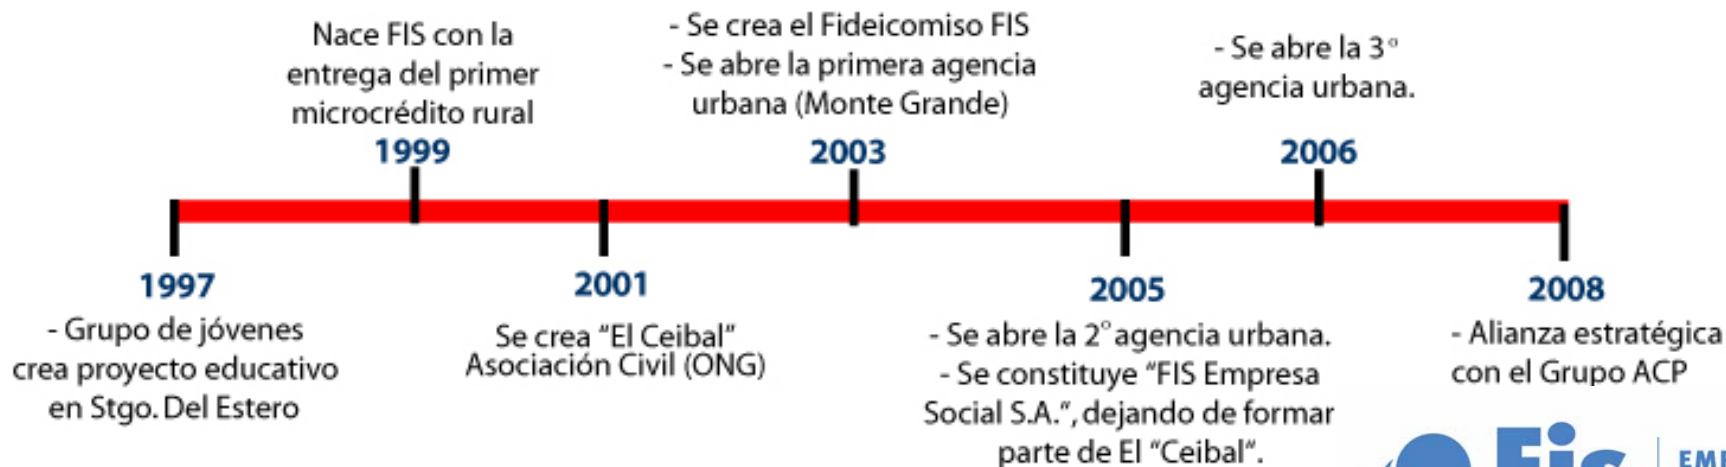 Nace FIS con la
entrega del primer
microcrédito rural
1999
- Se crea el Fideicomiso FIS
- Se abre la primera agencia
urbana (Monte Grande)
2003
- Se abre la 3°
agencia urbana.
2006
1997
- Grupo de jóvenes
crea proyecto educativo
en Stgo. Del Estero
2001
Se crea “El Ceibal”
Asociación Civil (ONG)
2005
- Se abre la 2° agencia urbana.
- Se constituye “FIS Empresa
Social S.A.”, dejando de formar
parte de El “Ceibal”.
2008
- Alianza estratégica
con el Grupo ACP
Fis